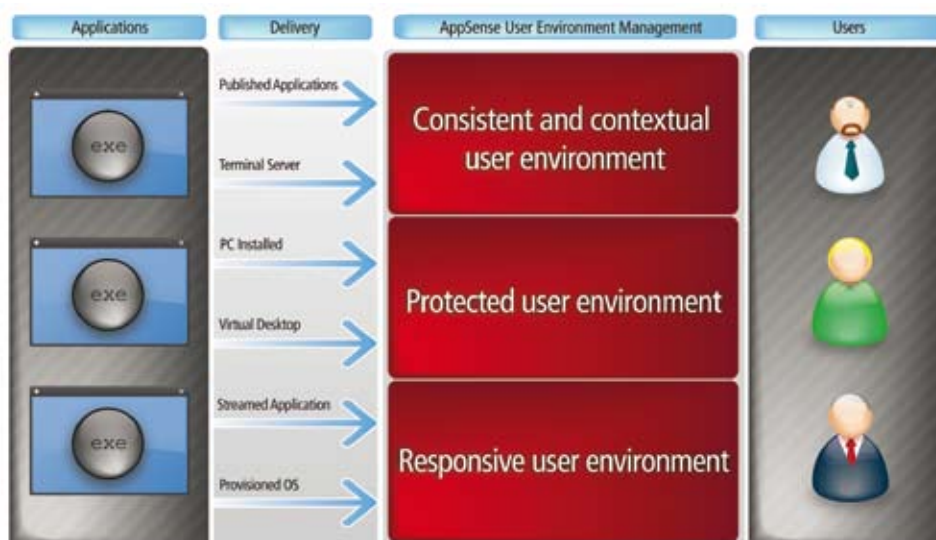 Applications
Delivery
AppSense User Environment Management
Users
exe
exe
exe
Published Applications
Terminal Server
PC Installed
Virtual Desktop
Streamed Application
Provisioned OS
Consistent and contextual
user environment
Protected user environment
Responsive user environment